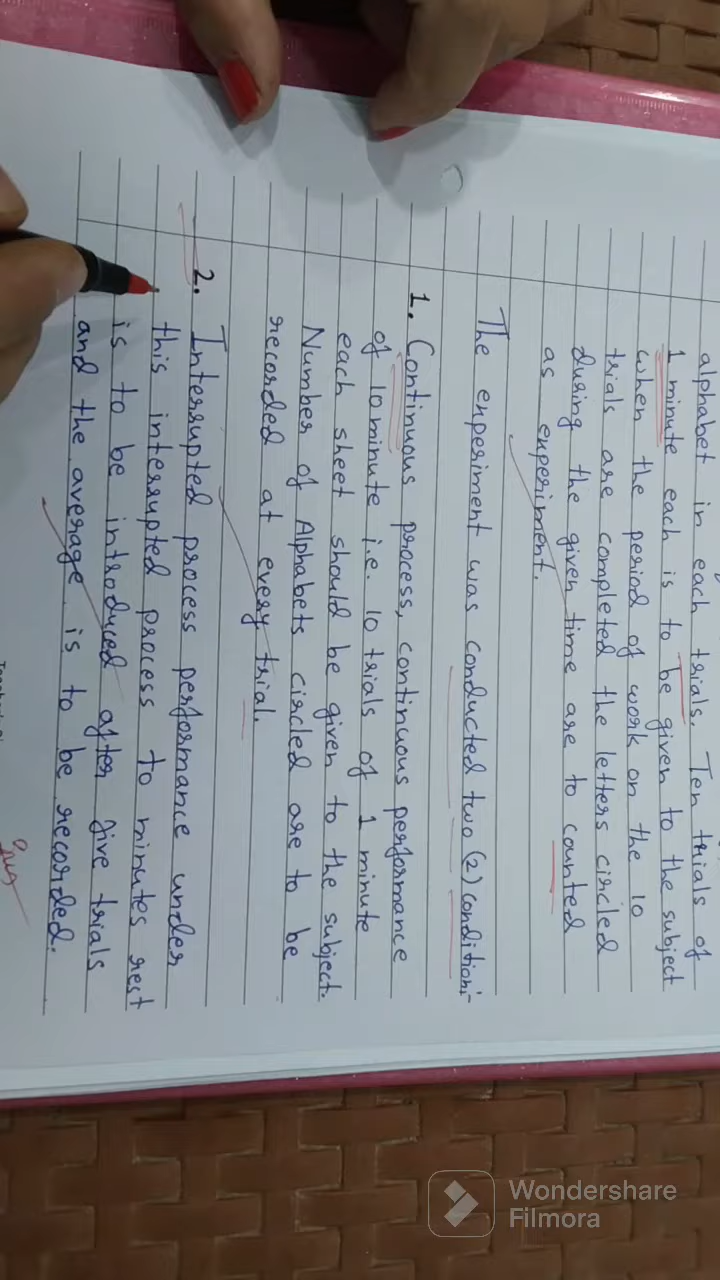 alphabet in each trials. Ten trials of
1 minute each is to be given to the subject
when the period of work on the 10
trials are completed the letters circled
during the given time are to counted
as experiment.
The experiment was conducted two (2) condition:-
1. Continuous process, continuous performance
of 10 minute i.e. 10 trials of 1 minute
each sheet should be given to the subject.
Number of Alphabets circled are to be
recorded at every trial.
2. Interrupted process performance under
this interrupted process to minutes rest
is to be introduced after five trials
and the average is to be recorded.
Wondershare
Filmora